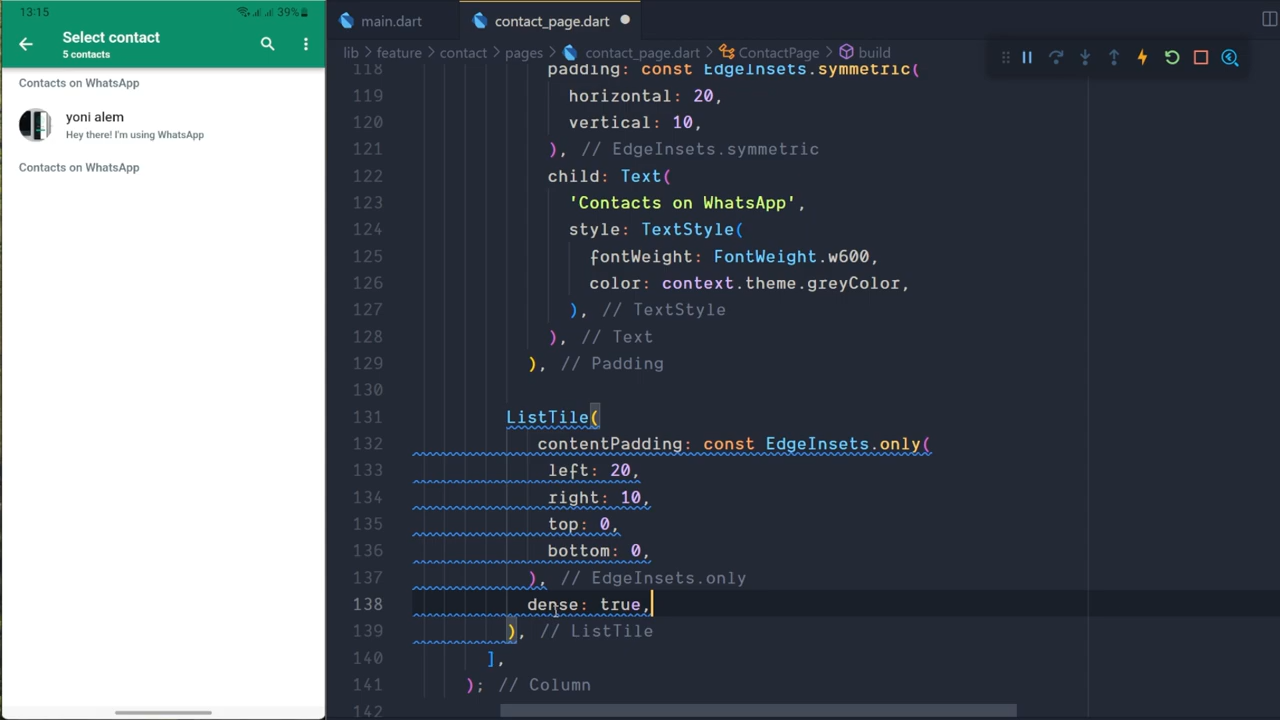 13:15 39%
Select contact
5 contacts
Contacts on WhatsApp
yoni alem
Hey there! I'm using WhatsApp
Contacts on WhatsApp
main.dart contact_page.dart
lib > feature > contact > pages > contact_page.dart > ContactPage > build
118 padding: const EdgeInsets.symmetric(
119 horizontal: 20,
120 vertical: 10,
121 ), // EdgeInsets.symmetric
122 child: Text(
123 'Contacts on WhatsApp',
124 style: TextStyle(
125 fontWeight: FontWeight.w600,
126 color: context.theme.greyColor,
127 ), // TextStyle
128 ), // Text
129 ), // Padding
130
131 ListTile(
132 contentPadding: const EdgeInsets.only(
133 left: 20,
134 right: 10,
135 top: 0,
136 bottom: 0,
137 ), // EdgeInsets.only
138 dense: true,
139 ), // ListTile
140 ],
141 ); // Column
142